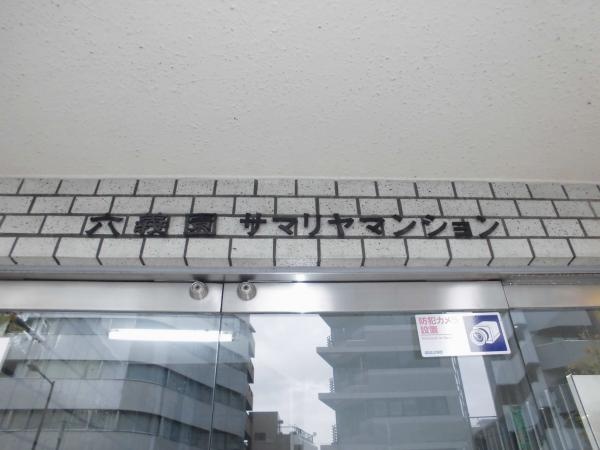 六義園 サマリヤマンション
防犯カメラ
設置